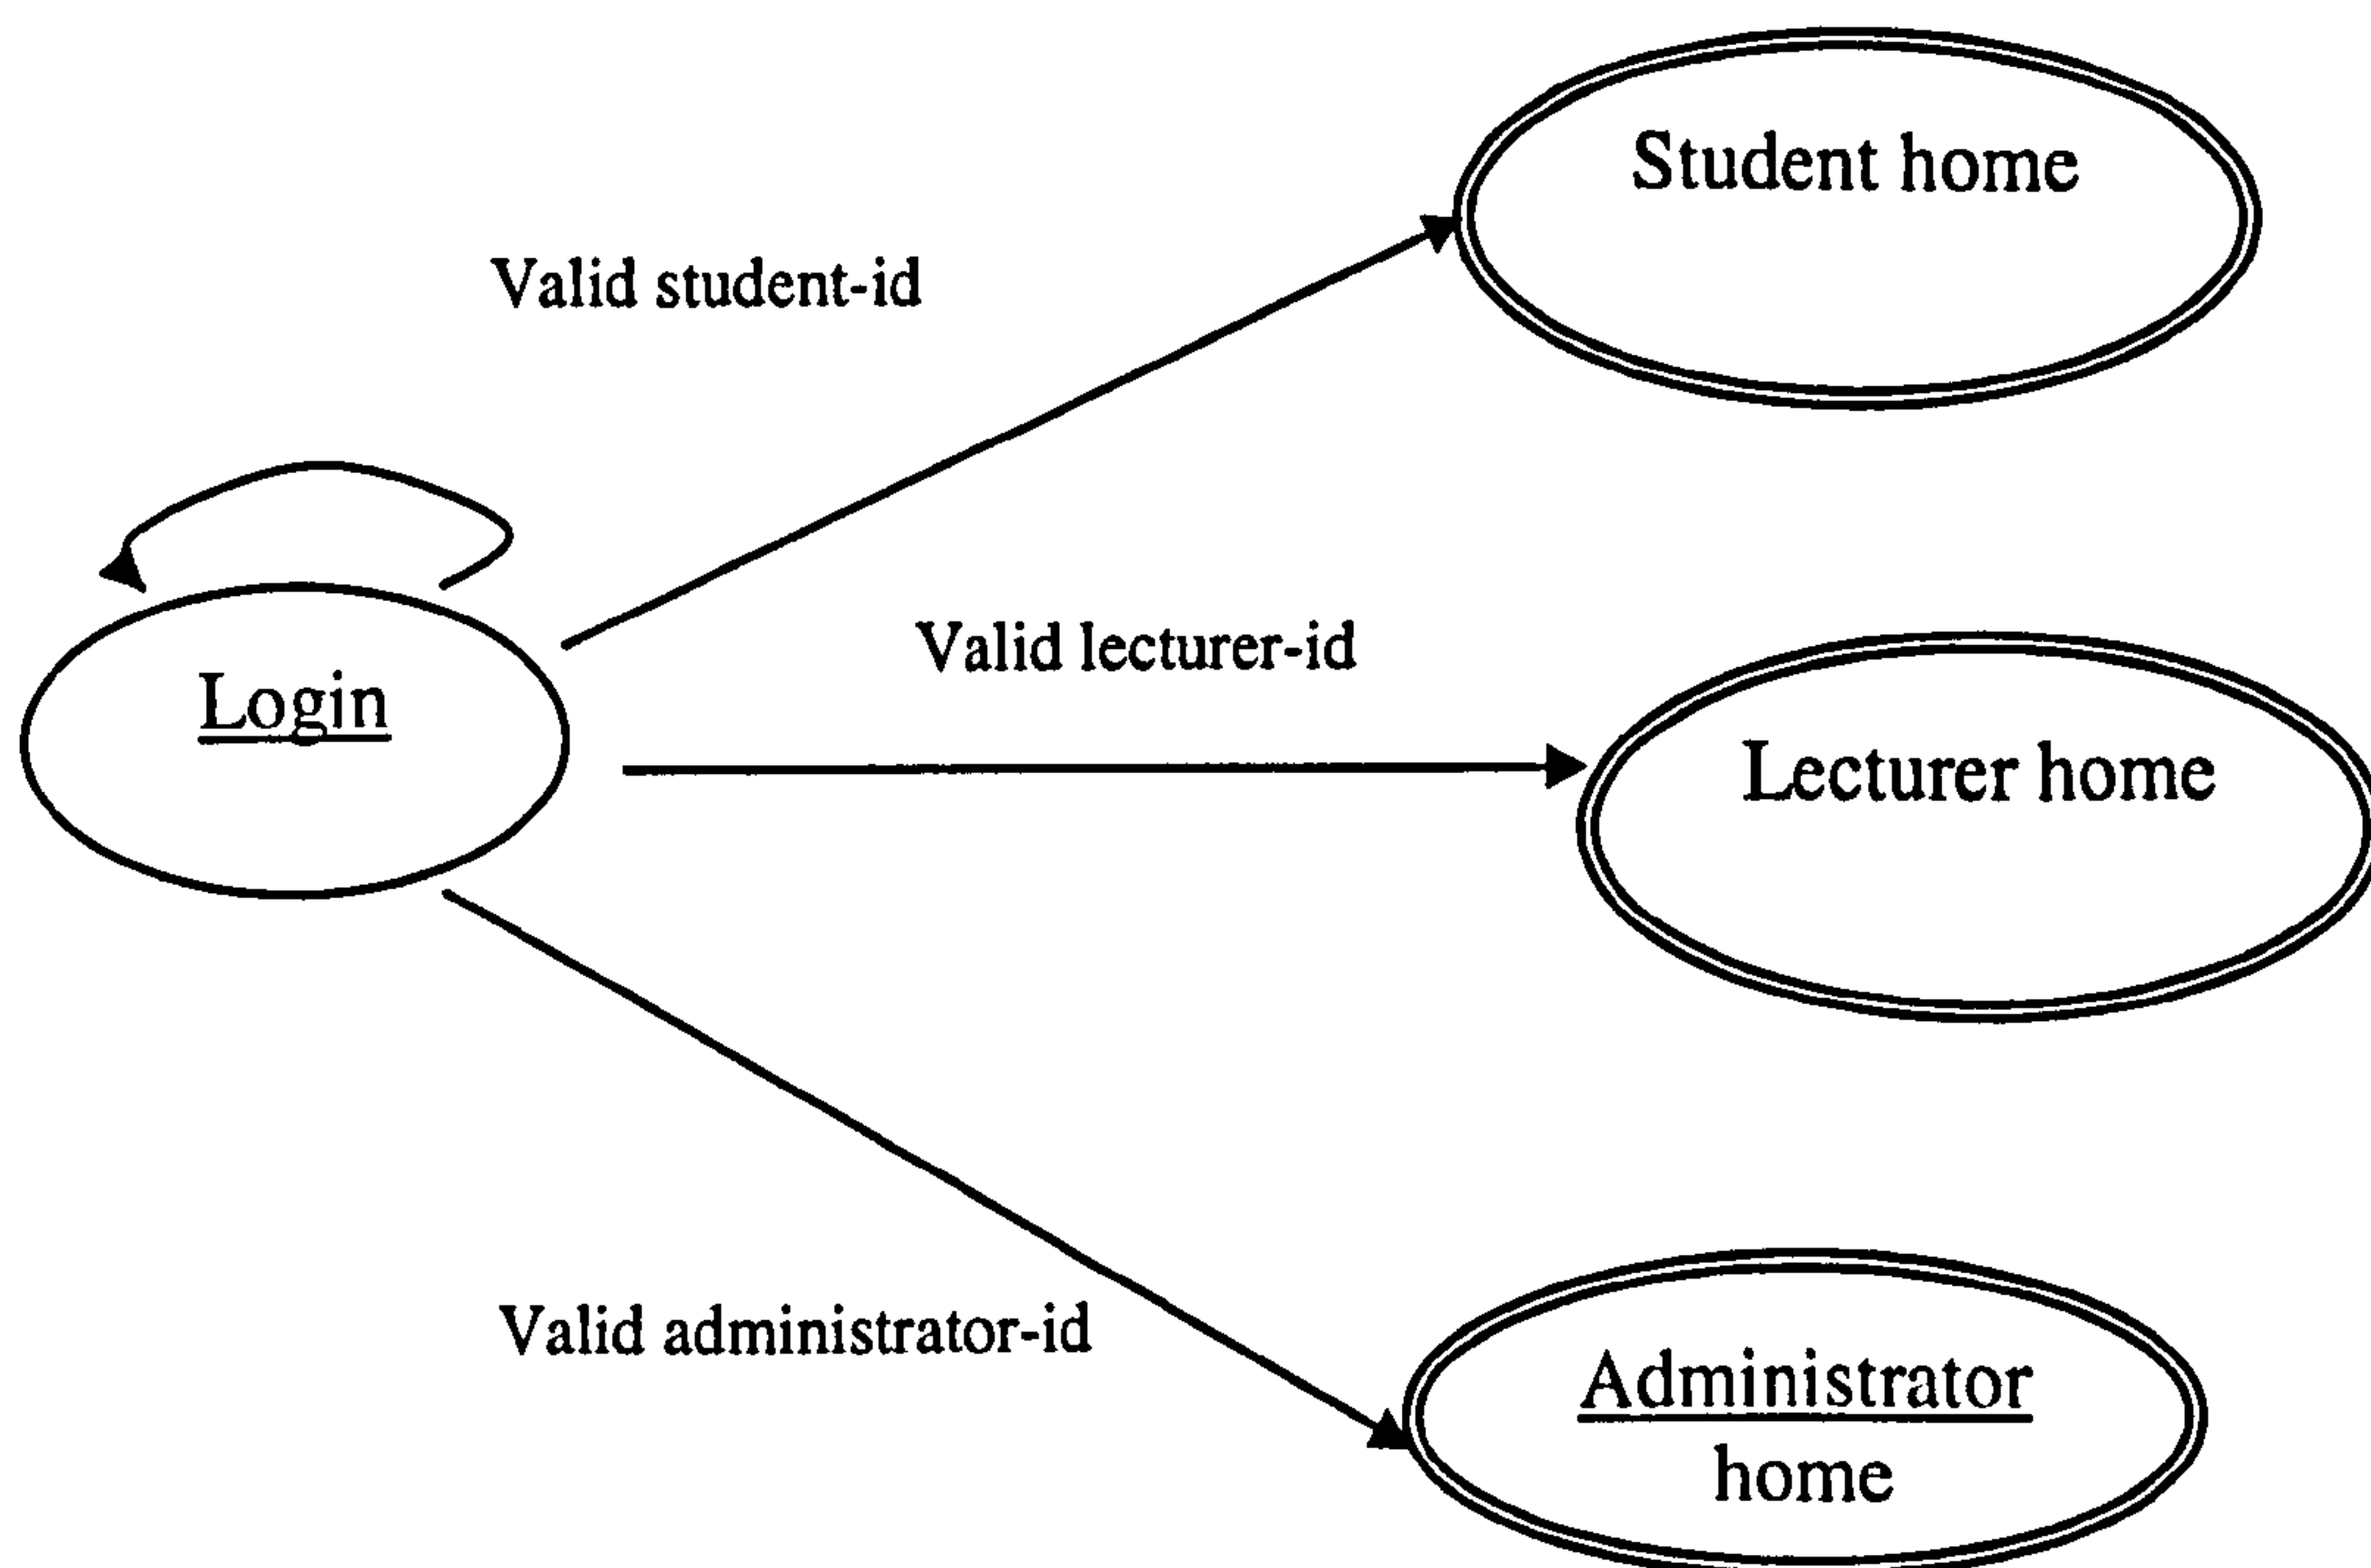 Student home
Valid student-id
Valid lecturer-id
Login
Lecturer home
Valid administrator-id
Administrator
home